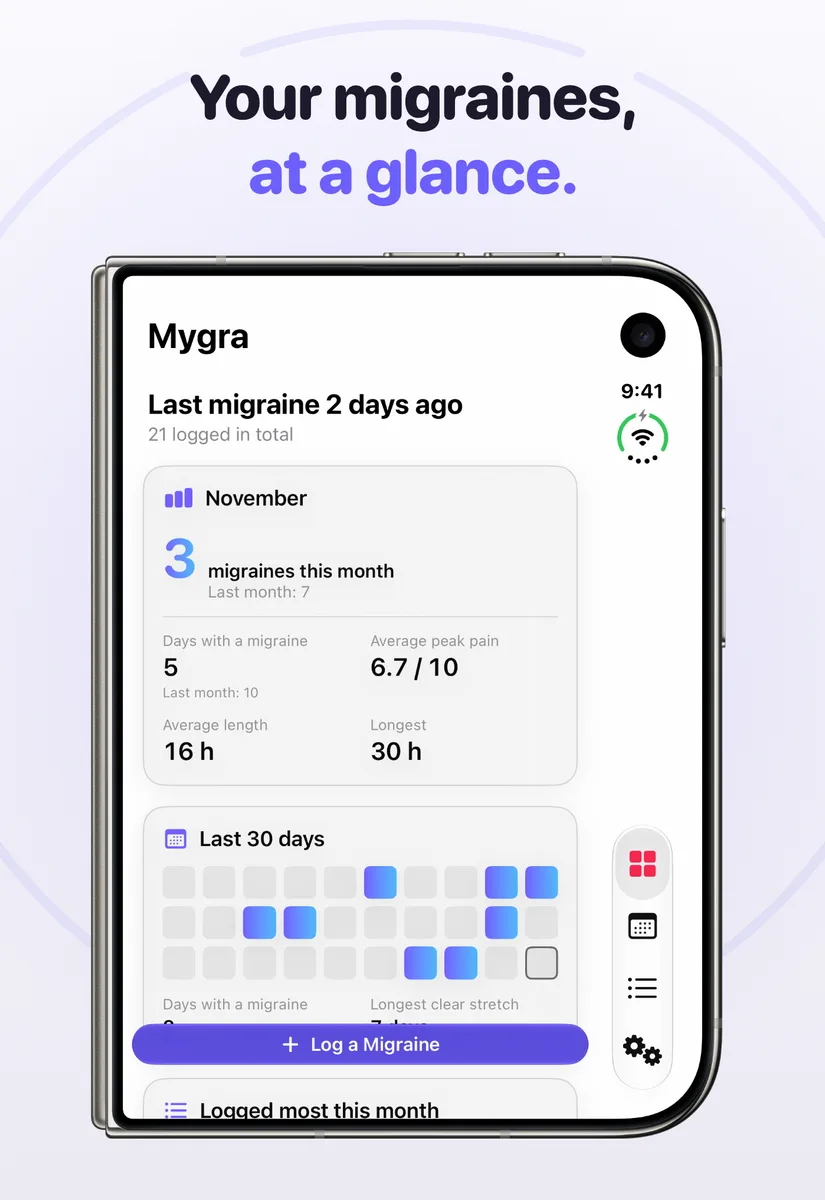 Your migraines,
at a glance.
Mygra
9:41
Last migraine 2 days ago
21 logged in total
November
3 migraines this month
Last month: 7
Days with a migraine
Average peak pain
5
6.7 / 10
Last month: 10
Average length
Longest
16 h
30 h
Last 30 days
Days with a migraine
Longest clear stretch
7 days
+ Log a Migraine
Logged most this month